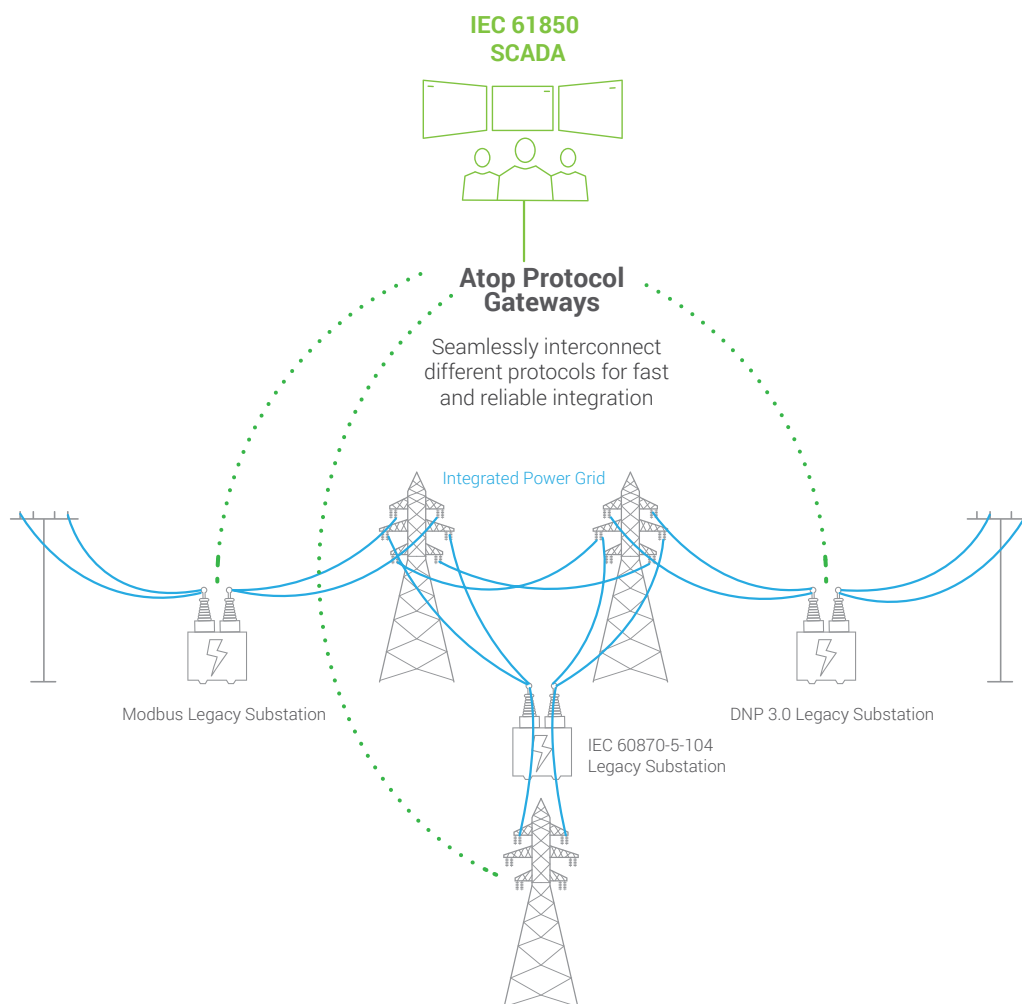 IEC 61850
SCADA
Atop Protocol
Gateways
Seamlessly interconnect
different protocols for fast
and reliable integration
Integrated Power Grid
Modbus Legacy Substation
DNP 3.0 Legacy Substation
IEC 60870-5-104
Legacy Substation